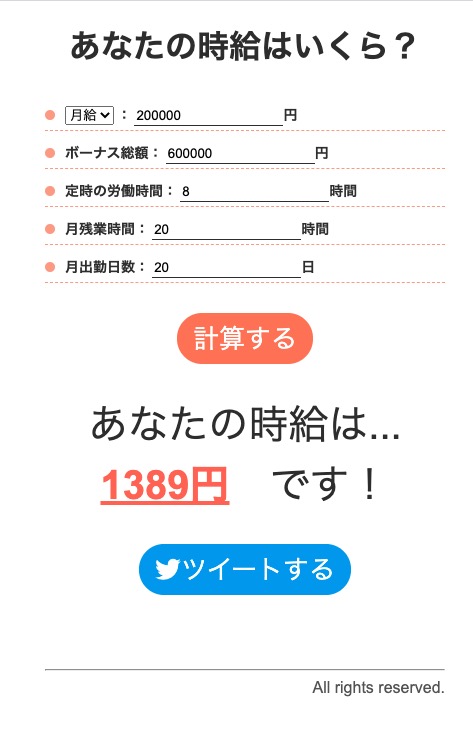 あなたの時給はいくら？
月給 ： 200000 円
ボーナス総額： 600000 円
定時の労働時間： 8 時間
月残業時間： 20 時間
月出勤日数： 20 日
計算する
あなたの時給は...
1389円 です！
ツイートする
All rights reserved.